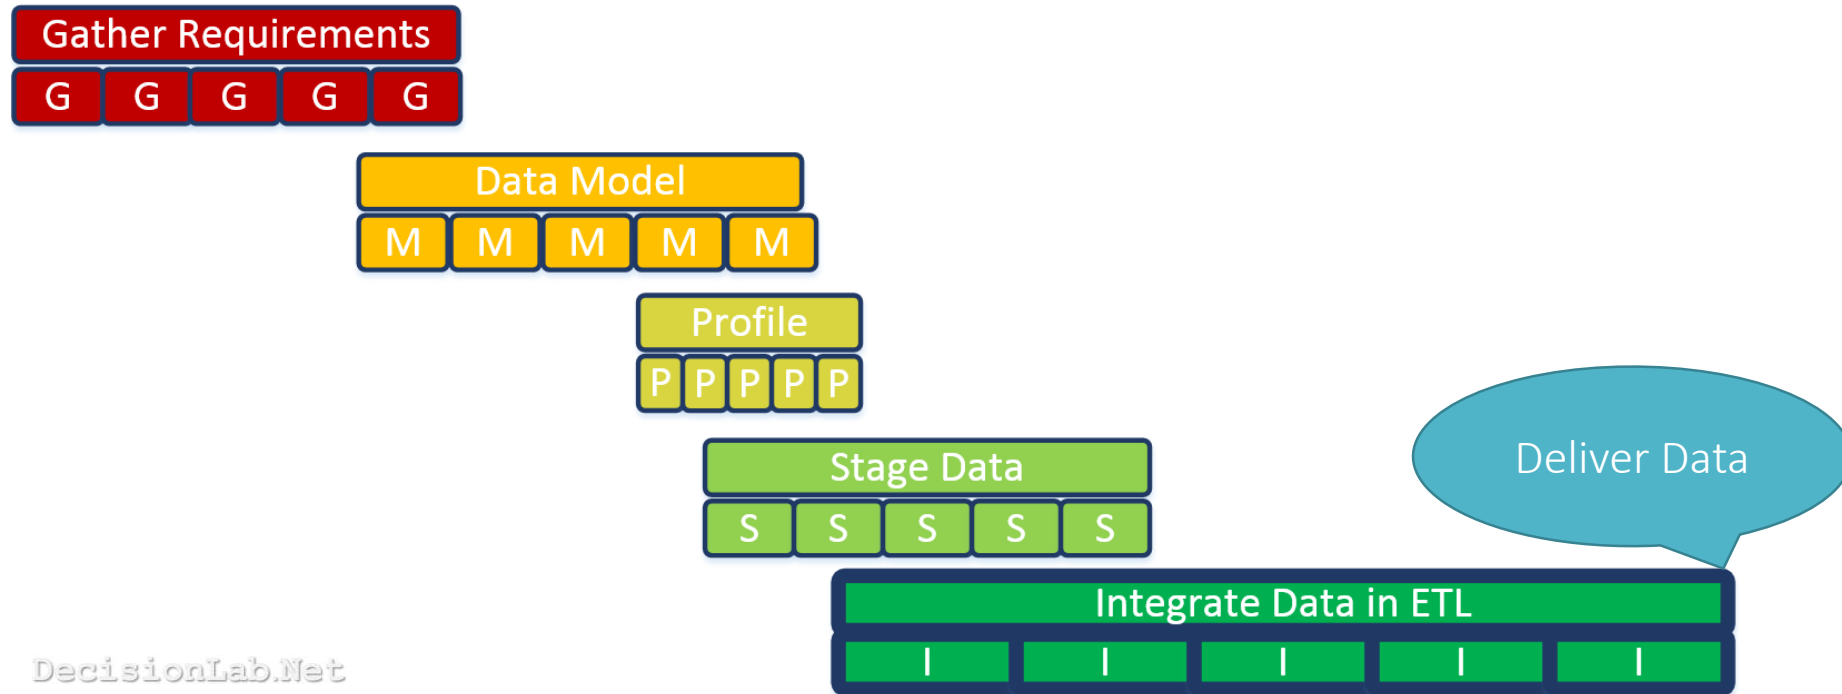 Gather Requirements
G G G G G
Data Model
M M M M M
Profile
P P P P P
Stage Data
S S S S S
Deliver Data
Integrate Data in ETL
I I I I I
DecisionLab.Net